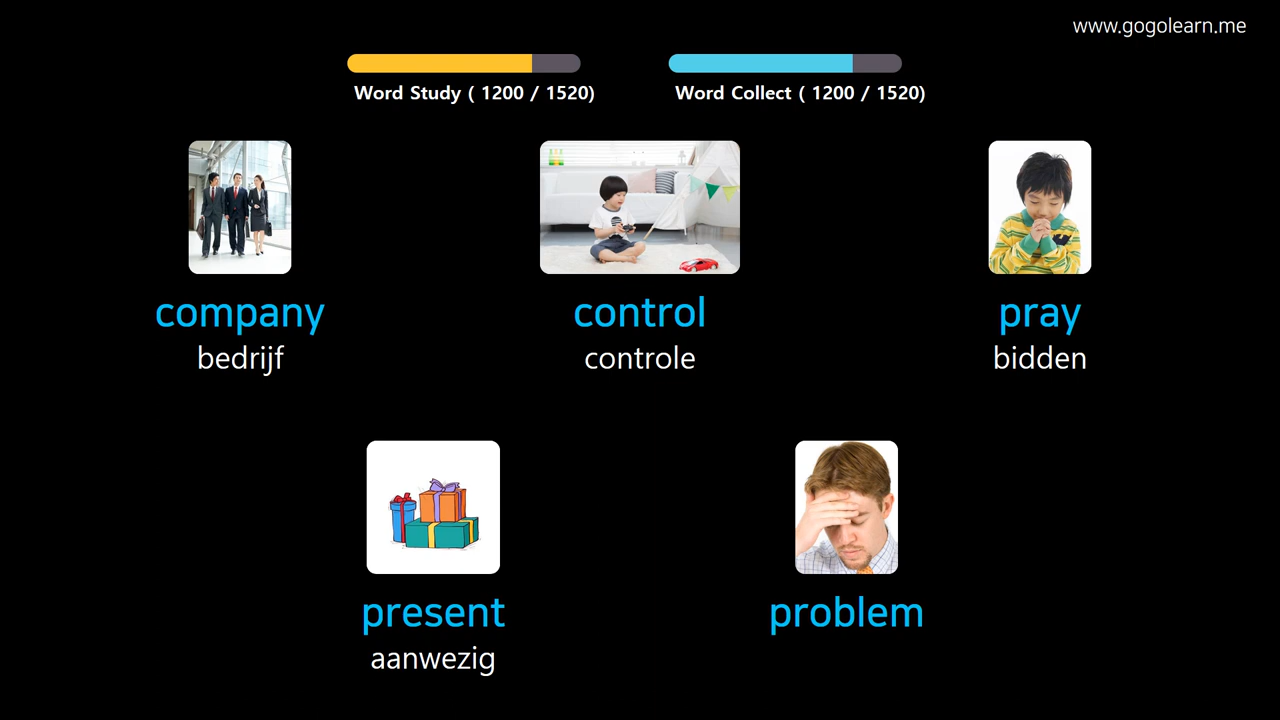 www.gogolearn.me
Word Study ( 1200 / 1520)
Word Collect ( 1200 / 1520)
company
bedrijf
control
controle
pray
bidden
present
aanwezig
problem